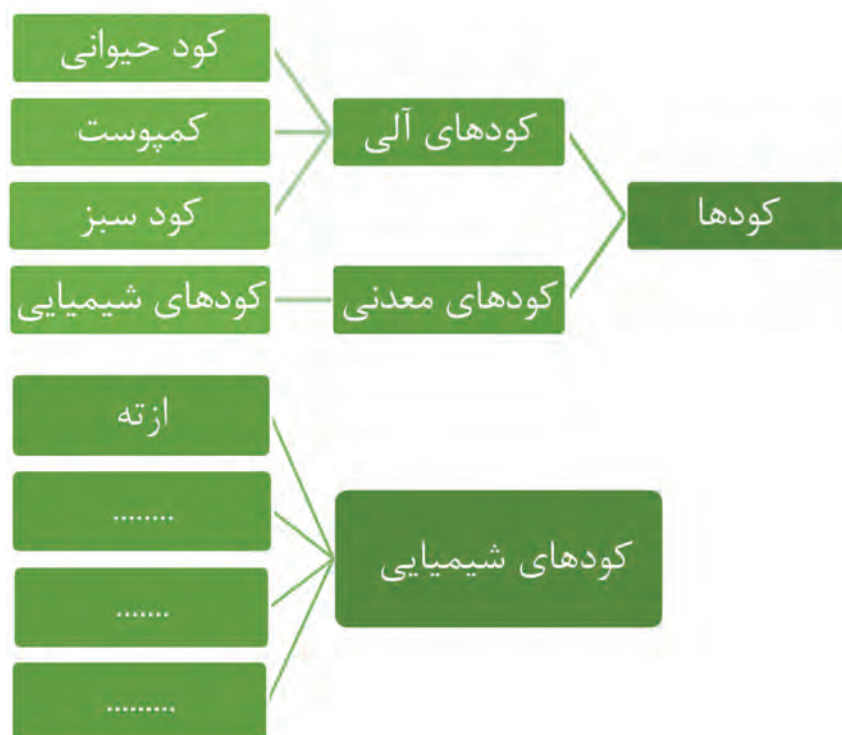 کودها
کودهای آلی
کود حیوانی
کمپوست
کود سبز
کودهای معدنی
کودهای شیمیایی
کودهای شیمیایی
ازته
........
.......
.........